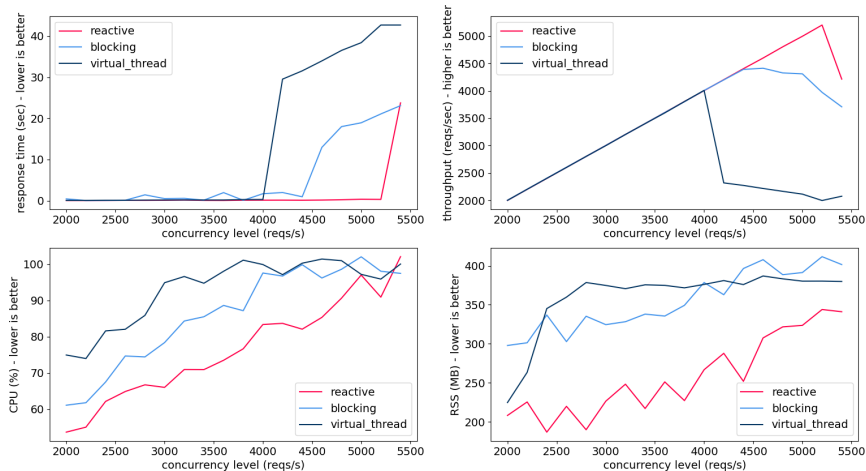 response time (sec) - lower is better
40
30
20
10
0
reactive
blocking
virtual_thread
2000 2500 3000 3500 4000 4500 5000 5500
concurrency level (reqs/s)
throughput (reqs/sec) - higher is better
5000
4500
4000
3500
3000
2500
2000
reactive
blocking
virtual_thread
2000 2500 3000 3500 4000 4500 5000 5500
concurrency level (reqs/s)
CPU (%) - lower is better
100
90
80
70
60
reactive
blocking
virtual_thread
2000 2500 3000 3500 4000 4500 5000 5500
concurrency level (reqs/s)
RSS (MB) - lower is better
400
350
300
250
200
reactive
blocking
virtual_thread
2000 2500 3000 3500 4000 4500 5000 5500
concurrency level (reqs/s)